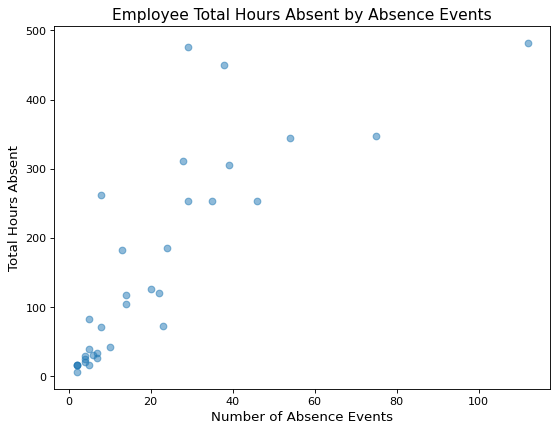 Employee Total Hours Absent by Absence Events
500
400
300
200
100
0
Total Hours Absent
0 20 40 60 80 100
Number of Absence Events